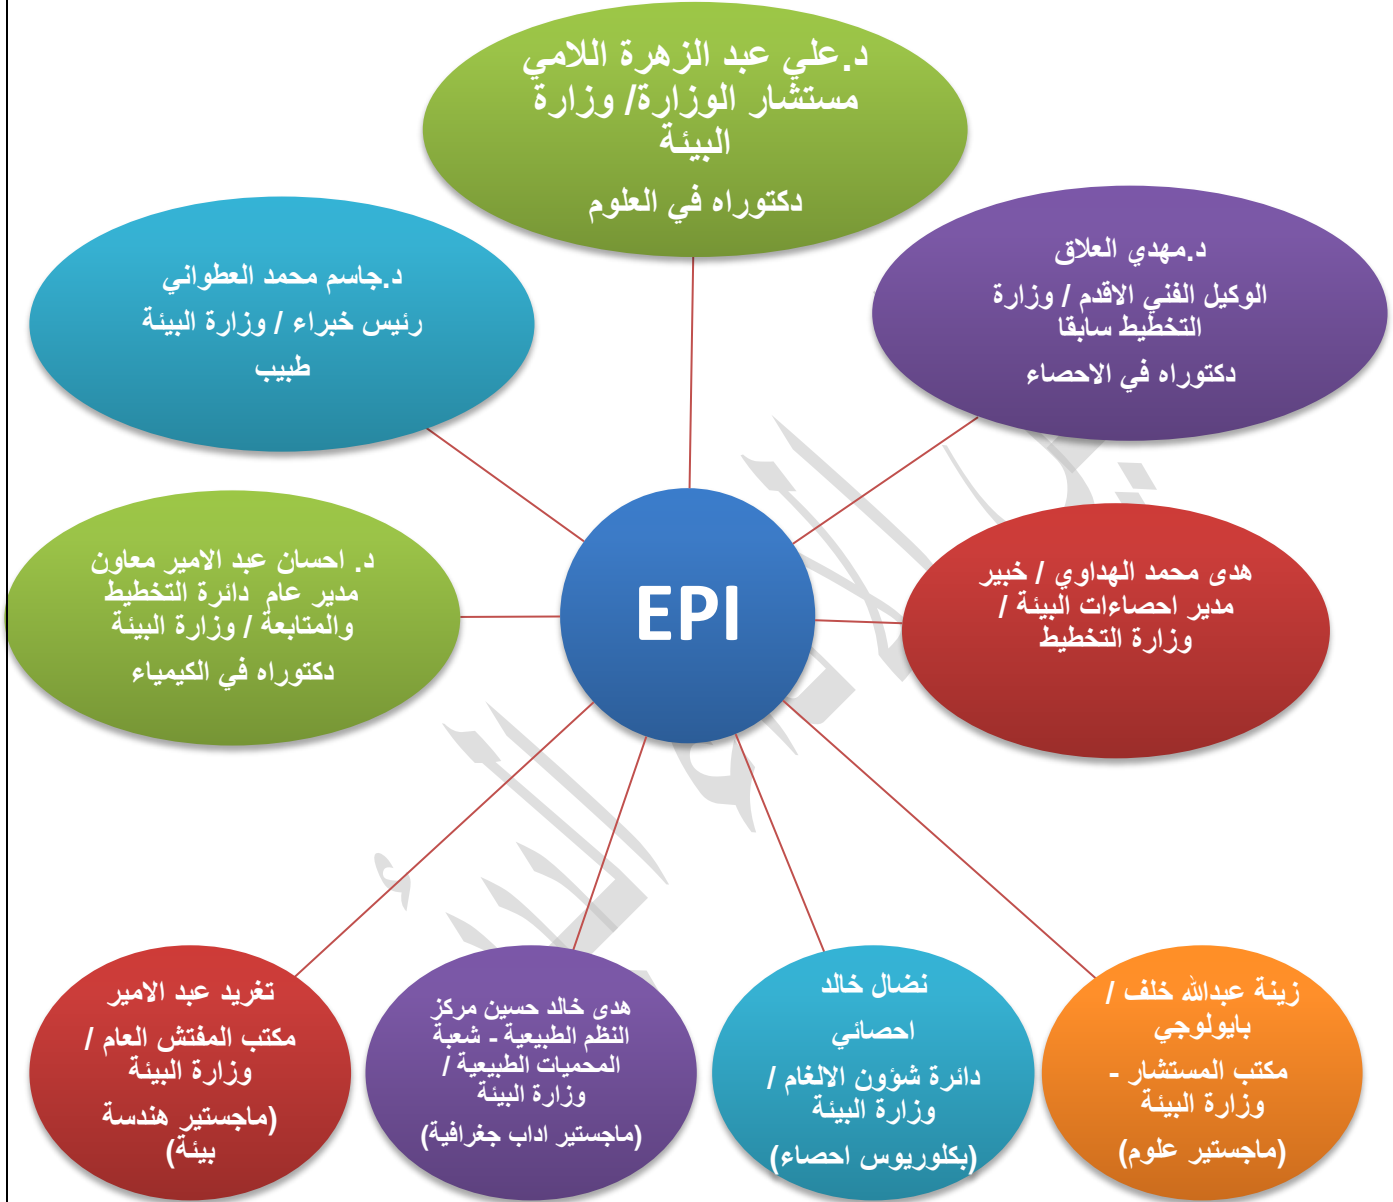 د.علي عبد الزهرة اللامي
مستشار الوزارة/ وزارة
البيئة
دكتوراه في العلوم
د.مهدي العلاق
الوكيل الفني الاقدم / وزارة
التخطيط سابقا
دكتوراه في الاحصاء
د.جاسم محمد العطواني
رئيس خبراء / وزارة البيئة
طبيب
هدى محمد الهداوي / خبير
مدير احصاءات البيئة /
وزارة التخطيط
EPI
د. احسان عبد الامير معاون
مدير عام دائرة التخطيط
والمتابعة / وزارة البيئة
دكتوراه في الكيمياء
زينة عبدالله خلف /
بايولوجي
مكتب المستشار -
وزارة البيئة
(ماجستير علوم)
نضال خالد
احصائي
دائرة شؤون الالغام /
وزارة البيئة
(بكلوريوس احصاء)
هدى خالد حسين مركز
النظم الطبيعية - شعبة
المحميات الطبيعية /
وزارة البيئة
(ماجستير اداب جغرافية)
تغريد عبد الامير
مكتب المفتش العام /
وزارة البيئة
(ماجستير هندسة
بيئة)